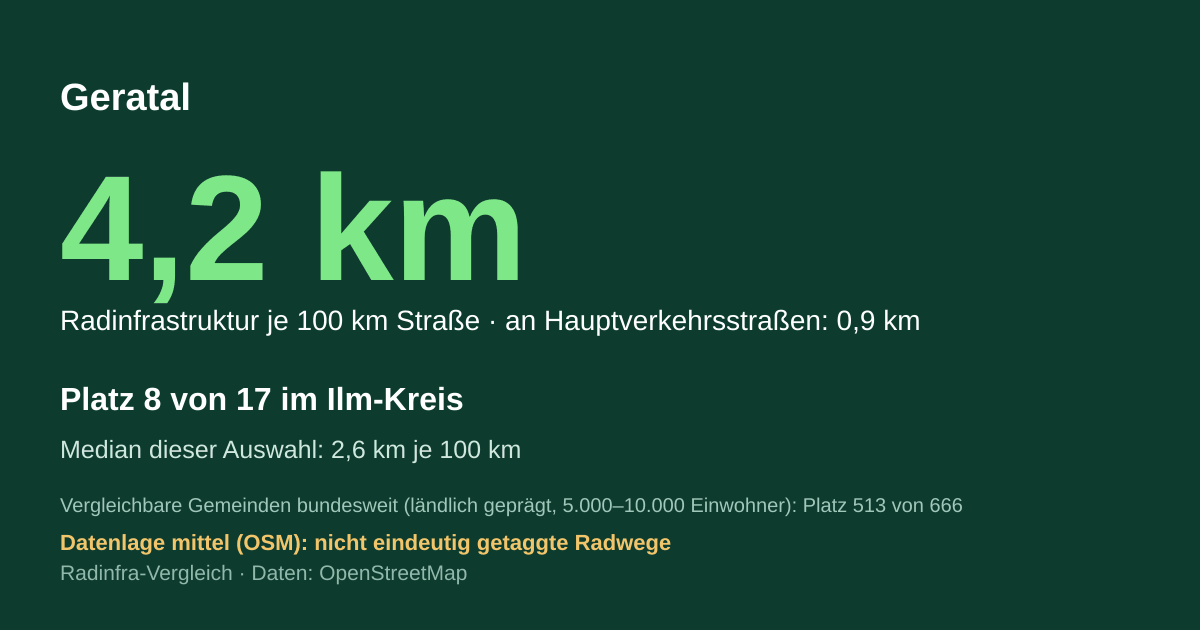 Geratal
4,2 km
Radinfrastruktur je 100 km Straße · an Hauptverkehrsstraßen: 0,9 km
Platz 8 von 17 im Ilm-Kreis
Median dieser Auswahl: 2,6 km je 100 km
Vergleichbare Gemeinden bundesweit (ländlich geprägt, 5.000–10.000 Einwohner): Platz 513 von 666
Datenlage mittel (OSM): nicht eindeutig getaggte Radwege
Radinfra-Vergleich · Daten: OpenStreetMap